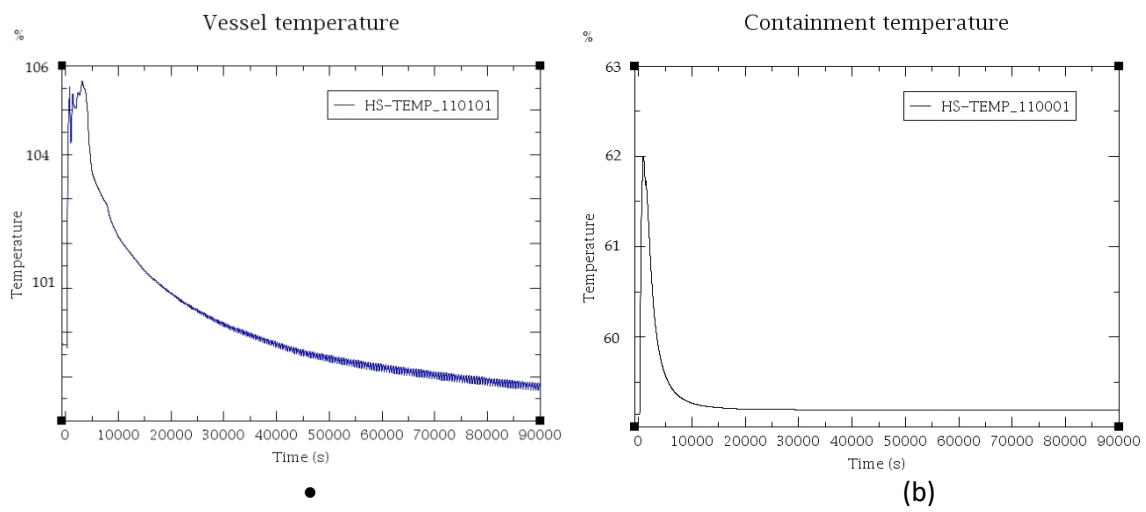 Vessel temperature
%
106
104
101
Temperature
HS-TEMP_110101
0 10000 20000 30000 40000 50000 60000 70000 80000 90000
Time (s)
•
Containment temperature
%
63
62
61
60
Temperature
HS-TEMP_110001
0 10000 20000 30000 40000 50000 60000 70000 80000 90000
Time (s)
(b)